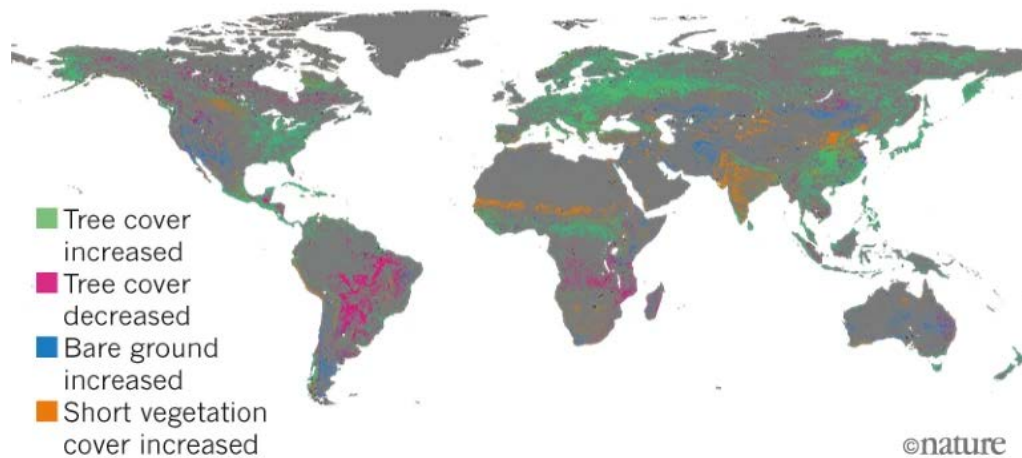 Tree cover
increased
Tree cover
decreased
Bare ground
increased
Short vegetation
cover increased
©nature